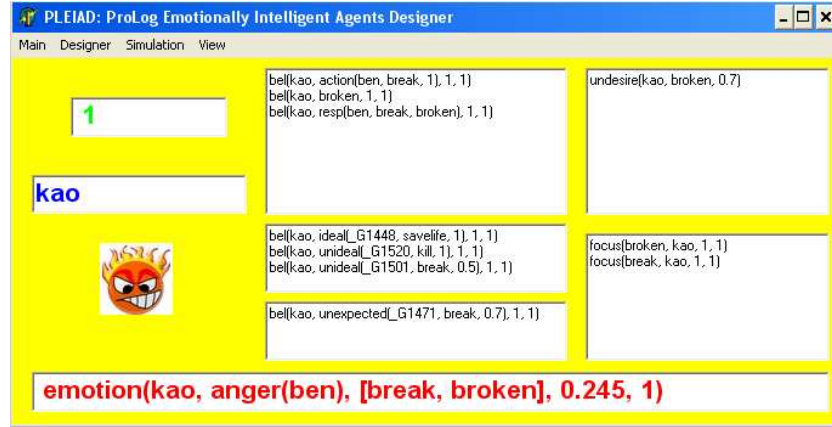 PLEIAD: ProLog Emotionally Intelligent Agents Designer
Main Designer Simulation View
1
kao
bel(kao, action(ben, break, 1), 1, 1)
bel(kao, broken, 1, 1)
bel(kao, resp(ben, break, broken), 1, 1)
undesire(kao, broken, 0.7)
bel(kao, ideal(_G1448, savelife, 1), 1, 1)
bel(kao, unideal(_G1520, kill, 1), 1, 1)
bel(kao, unideal(_G1501, break, 0.5), 1, 1)
focus(broken, kao, 1, 1)
focus(break, kao, 1, 1)
bel(kao, unexpected(_G1471, break, 0.7), 1, 1)
emotion(kao, anger(ben), [break, broken], 0.245, 1)